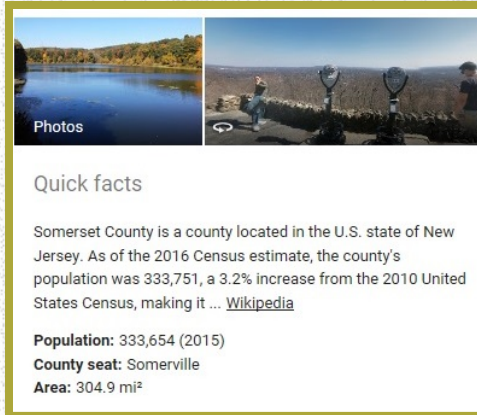 Photos
Quick facts
Somerset County is a county located in the U.S. state of New
Jersey. As of the 2016 Census estimate, the county's
population was 333,751, a 3.2% increase from the 2010 United
States Census, making it ... Wikipedia
Population: 333,654 (2015)
County seat: Somerville
Area: 304.9 mi²